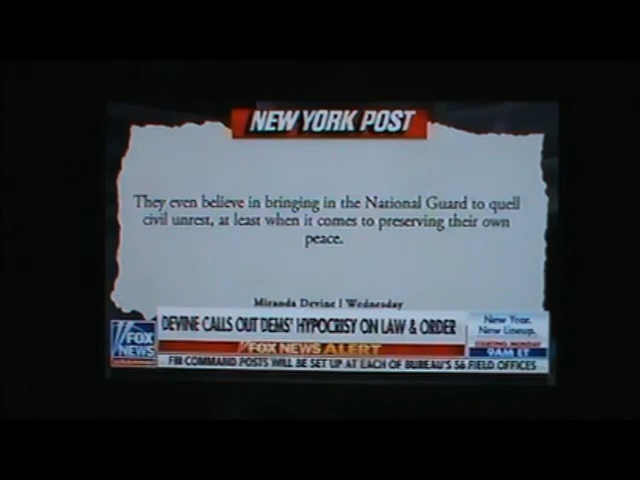 NEW YORK POST
They even believe in bringing in the National Guard to quell
civil unrest, at least when it comes to preserving their own
peace.
Miranda Devine | Wednesday
DEVINE CALLS OUT DEMS' HYPOCRISY ON LAW & ORDER
New Year.
New Lineup.
STARTING MONDAY
9AM ET
FOX NEWS ALERT
FOX
NEWS
FBI COMMAND POSTS WILL BE SET UP AT EACH OF BUREAU'S 56 FIELD OFFICES